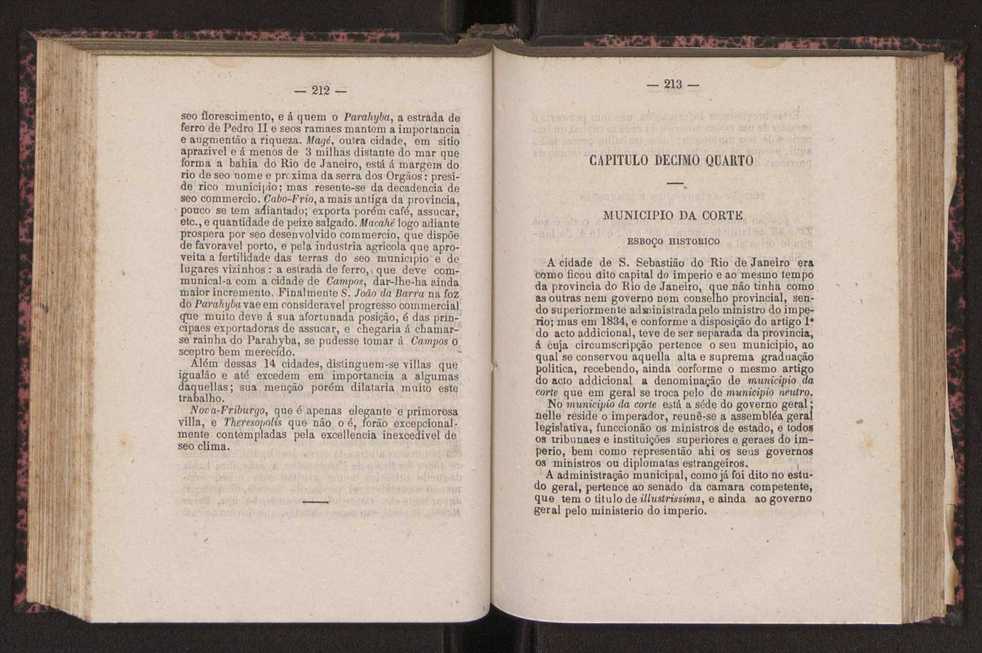 — 212 —
seo florescimento, e á quem o Parahyba, a estrada de
ferro de Pedro II e seos ramaes mantem a importancia
e augmentão a riqueza. Magé, outra cidade, em sitio
aprazivel e á menos de 3 milhas distante do mar que
forma a bahia do Rio de Janeiro, está á margem do
rio de seo nome e proxima da serra dos Orgãos: presi-
de rico municipio; mas resente-se da decadencia de
seo commercio. Cabo-Frio, a mais antiga da provincia,
pouco se tem adiantado; exporta porém café, assucar,
etc., e quantidade de peixe salgado. Macahé logo adiante
prospera por seo desenvolvido commercio, que dispõe
de favoravel porto, e pela industria agricola que apro-
veita a fertilidade das terras do seo municipio e de
lugares vizinhos: a estrada de ferro, que deve com-
munical-a com a cidade de Campos, dar-lhe-ha ainda
maior incremento. Finalmente S. João da Barra na foz
do Parahyba vae em consideravel progresso commercial
que muito deve á sua afortunada posição, é das prin-
cipaes exportadoras de assucar, e chegaria á chamar-
se rainha do Parahyba, se pudesse tomar á Campos o
sceptro bem merecido.
Além dessas 14 cidades, distinguem-se villas que
igualão e até excedem em importancia a algumas
daquellas; sua menção porém dilataria muito este
trabalho.
Nova-Friburgo, que é apenas elegante e primorosa
villa, e Theresopolis que não o é, forão excepcional-
mente contempladas pela excellencia inexcedivel de
seo clima.
— 213 —
CAPITULO DECIMO QUARTO
MUNICIPIO DA CORTE
ESBOÇO HISTORICO
A cidade de S. Sebastião do Rio de Janeiro era
como ficou dito capital do imperio e ao mesmo tempo
da provincia do Rio de Janeiro, que não tinha como
as outras nem governo nem conselho provincial, sen-
do superiormente administrada pelo ministro do impe-
rio; mas em 1834, e conforme a disposição do artigo 1º
do acto addicional, teve de ser separada da provincia,
á cuja circumscripção pertence o seu municipio, ao
qual se conservou aquella alta e suprema graduação
politica, recebendo, ainda corforme o mesmo artigo
do acto addicional a denominação de municipio da
corte que em geral se troca pelo de municipio neutro.
No municipio da corte está a séde do governo geral;
nelle reside o imperador, reuné-se a assembléa geral
legislativa, funccionão os ministros de estado, e todos
os tribunaes e instituições superiores e geraes do im-
perio, bem como representão ahi os seus governos
os ministros ou diplomatas estrangeiros.
A administração municipal, como já foi dito no estu-
do geral, pertence ao senado da camara competente,
que tem o titulo de illustrissima, e ainda ao governo
geral pelo ministerio do imperio.